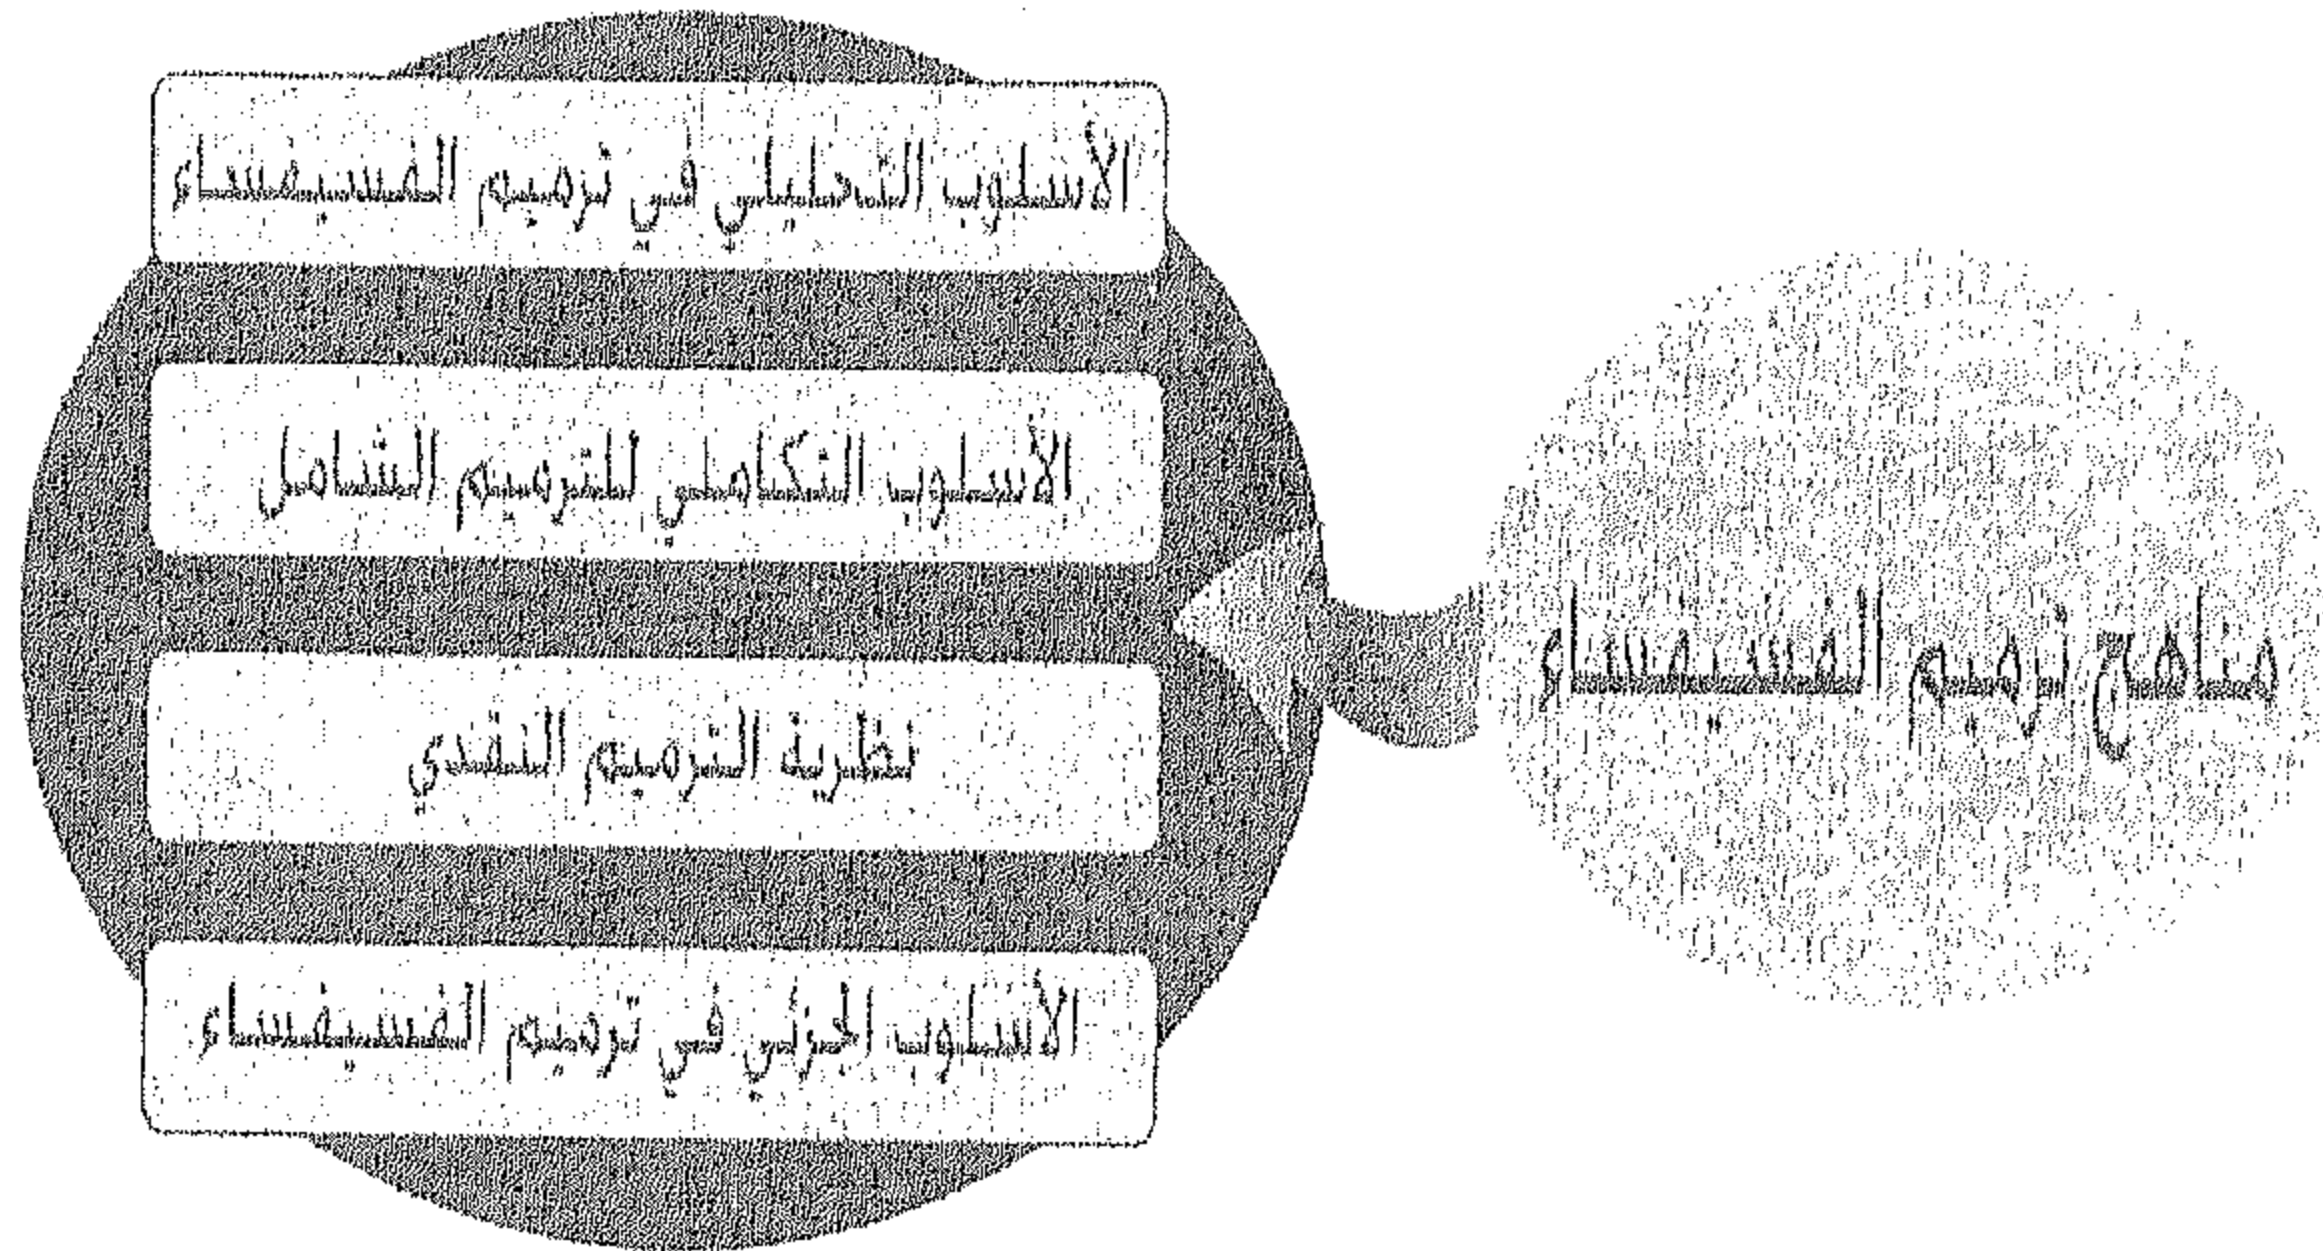 مناهج ترميم الفسيفساء
الأسلوب التحليلي في ترميم الفسيفساء
الأسلوب التكاملي للترميم الشامل
نظرية الترميم النقدي
الأسلوب الجزئي في ترميم الفسيفساء